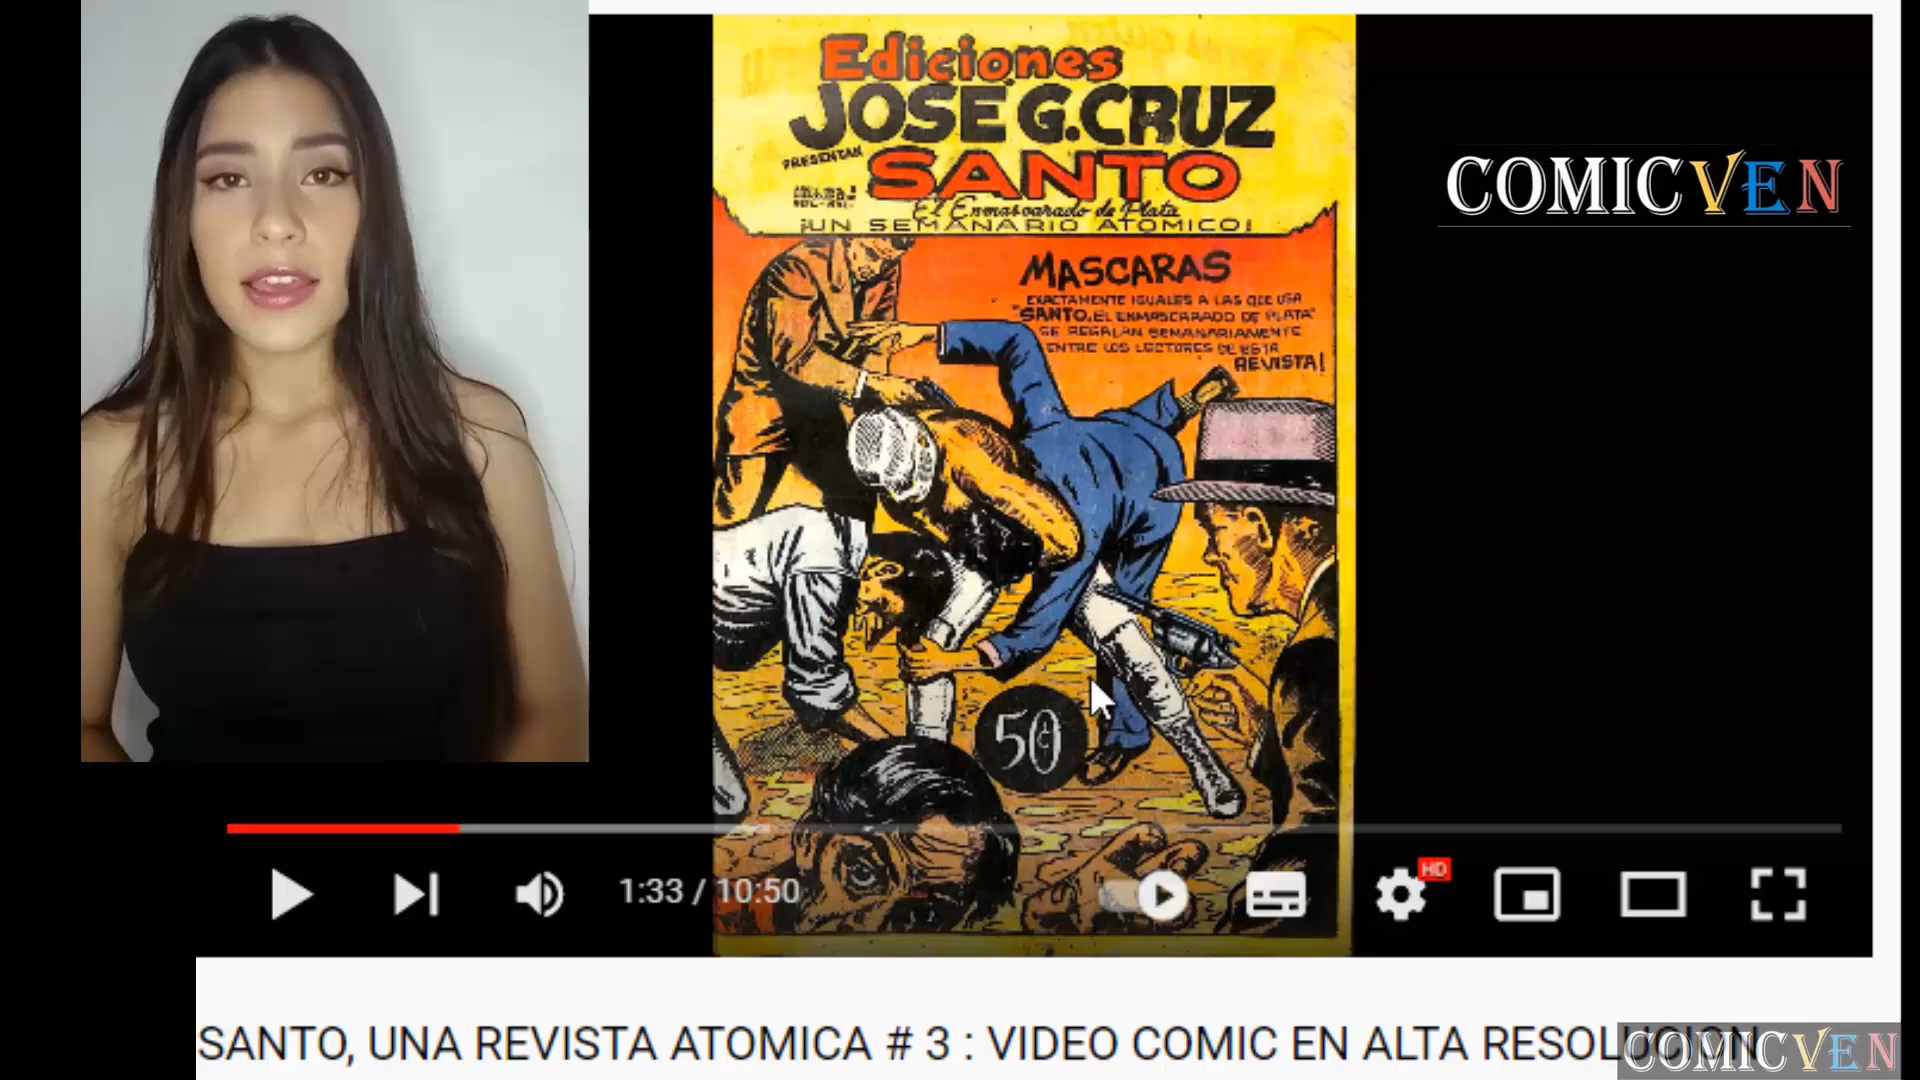 Ediciones
JOSE G. CRUZ
PRESENTAN
SANTO
El Enmascarado de Plata
¡UN SEMANARIO ATOMICO!
MASCARAS
EXACTAMENTE IGUALES A LAS QUE USA
"SANTO, EL ENMASCARADO DE PLATA"
SE REGALAN SEMANARIAMENTE
ENTRE LOS LECTORES DE ESTA
REVISTA!
50¢
COMICVEN
1:33 / 10:50
HD
SANTO, UNA REVISTA ATOMICA # 3 : VIDEO COMIC EN ALTA RESOLUCION
COMICVEN